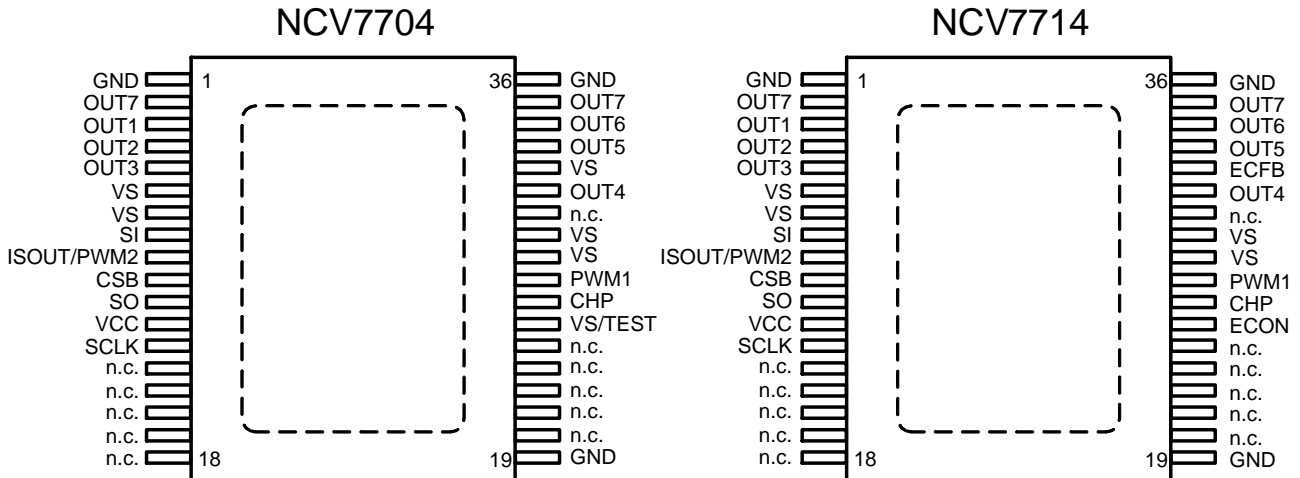 NCV7704
GND 1 36 GND
OUT7 OUT7
OUT1 OUT6
OUT2 OUT5
OUT3 VS
VS OUT4
VS n.c.
SI VS
ISOUT/PWM2 VS
CSB PWM1
SO CHP
VCC VS/TEST
SCLK n.c.
n.c. n.c.
n.c. n.c.
n.c. n.c.
n.c. n.c.
n.c. 18 19 GND
NCV7714
GND 1 36 GND
OUT7 OUT7
OUT1 OUT6
OUT2 OUT5
OUT3 ECFB
VS OUT4
VS n.c.
SI VS
ISOUT/PWM2 VS
CSB PWM1
SO CHP
VCC ECON
SCLK n.c.
n.c. n.c.
n.c. n.c.
n.c. n.c.
n.c. n.c.
n.c. 18 19 GND